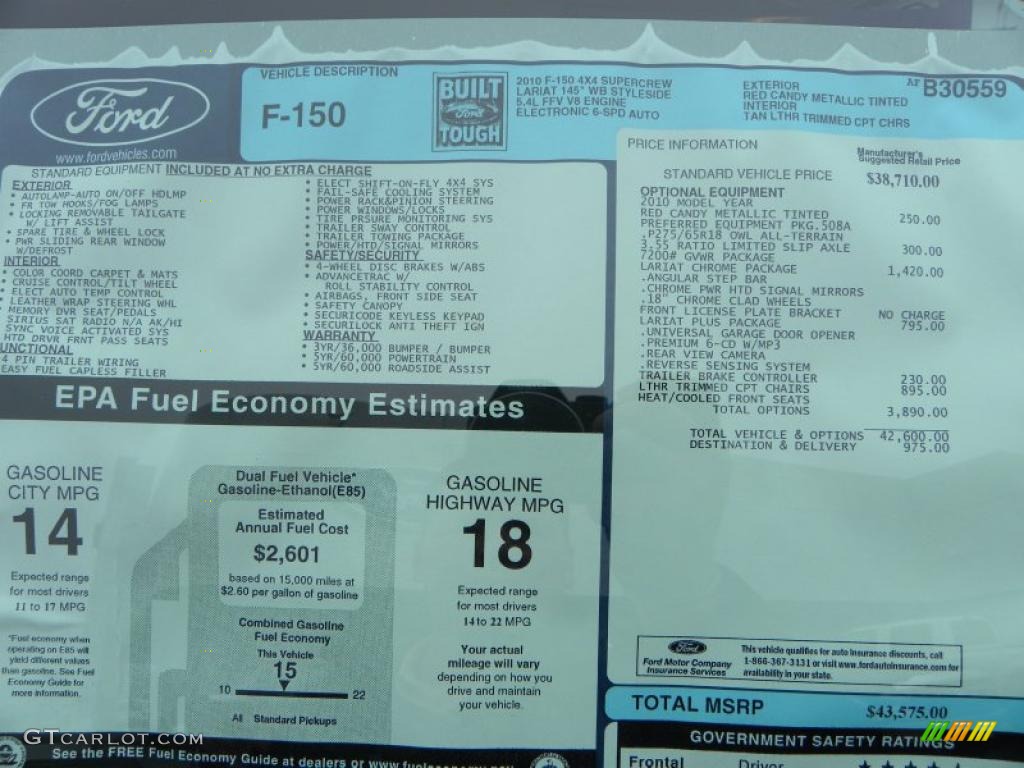 Ford
www.fordvehicles.com
VEHICLE DESCRIPTION
F-150
BUILT
Ford
TOUGH
2010 F-150 4X4 SUPERCREW
LARIAT 145" WB STYLESIDE
5.4L FFV V8 ENGINE
ELECTRONIC 6-SPD AUTO
EXTERIOR
RED CANDY METALLIC TINTED
INTERIOR
TAN LTHR TRIMMED CPT CHRS
AF B30559
STANDARD EQUIPMENT INCLUDED AT NO EXTRA CHARGE
EXTERIOR
• AUTOLAMP-AUTO ON/OFF HDLMP
• FR TOW HOOKS/FOG LAMPS
• LOCKING REMOVABLE TAILGATE
W/ LIFT ASSIST
• SPARE TIRE & WHEEL LOCK
• PWR SLIDING REAR WINDOW
W/DEFROST
INTERIOR
• COLOR COORD CARPET & MATS
• CRUISE CONTROL/TILT WHEEL
• ELECT AUTO TEMP CONTROL
• LEATHER WRAP STEERING WHL
• MEMORY DVR SEAT/PEDALS
SIRIUS SAT RADIO N/A AK/HI
SYNC VOICE ACTIVATED SYS
HTD DRVR FRNT PASS SEATS
UNCTIONAL
4 PIN TRAILER WIRING
EASY FUEL CAPLESS FILLER
• ELECT SHIFT-ON-FLY 4X4 SYS
• FAIL-SAFE COOLING SYSTEM
• POWER RACK&PINION STEERING
• POWER WINDOWS/LOCKS
• TIRE PRSURE MONITORING SYS
• TRAILER SWAY CONTROL
• TRAILER TOWING PACKAGE
• POWER/HTD/SIGNAL MIRRORS
SAFETY/SECURITY
• 4-WHEEL DISC BRAKES W/ABS
• ADVANCETRAC W/
ROLL STABILITY CONTROL
• AIRBAGS, FRONT SIDE SEAT
• SAFETY CANOPY
• SECURICODE KEYLESS KEYPAD
• SECURILOCK ANTI THEFT IGN
WARRANTY
• 3YR/36,000 BUMPER / BUMPER
• 5YR/60,000 POWERTRAIN
• 5YR/60,000 ROADSIDE ASSIST
PRICE INFORMATION
Manufacturer's
Suggested Retail Price
STANDARD VEHICLE PRICE $38,710.00
OPTIONAL EQUIPMENT
2010 MODEL YEAR
RED CANDY METALLIC TINTED 250.00
PREFERRED EQUIPMENT PKG.508A
.P275/65R18 OWL ALL-TERRAIN
3.55 RATIO LIMITED SLIP AXLE 300.00
7200# GVWR PACKAGE
LARIAT CHROME PACKAGE 1,420.00
.ANGULAR STEP BAR
.CHROME PWR HTD SIGNAL MIRRORS
.18" CHROME CLAD WHEELS
FRONT LICENSE PLATE BRACKET NO CHARGE
LARIAT PLUS PACKAGE 795.00
.UNIVERSAL GARAGE DOOR OPENER
.PREMIUM 6-CD W/MP3
.REAR VIEW CAMERA
.REVERSE SENSING SYSTEM
TRAILER BRAKE CONTROLLER 230.00
LTHR TRIMMED CPT CHAIRS 895.00
HEAT/COOLED FRONT SEATS
TOTAL OPTIONS 3,890.00
TOTAL VEHICLE & OPTIONS 42,600.00
DESTINATION & DELIVERY 975.00
EPA Fuel Economy Estimates
GASOLINE
CITY MPG
14
Expected range
for most drivers
11 to 17 MPG
*Fuel economy when
operating on E85 will
yield different values
than gasoline. See Fuel
Economy Guide for
more information.
Dual Fuel Vehicle*
Gasoline-Ethanol(E85)
Estimated
Annual Fuel Cost
$2,601
based on 15,000 miles at
$2.60 per gallon of gasoline
Combined Gasoline
Fuel Economy
This Vehicle
15
10 22
All Standard Pickups
GASOLINE
HIGHWAY MPG
18
Expected range
for most drivers
14 to 22 MPG
Your actual
mileage will vary
depending on how you
drive and maintain
your vehicle.
See the FREE Fuel Economy Guide at dealers or www.fueleconomy.gov
Ford
Ford Motor Company
Insurance Services
This vehicle qualifies for auto insurance discounts, call
1-866-367-3131 or visit www.fordautoinsurance.com for
availability in your state.
TOTAL MSRP $43,575.00
GOVERNMENT SAFETY RATINGS
Frontal Driver ★★★★
GTCARLOT.COM